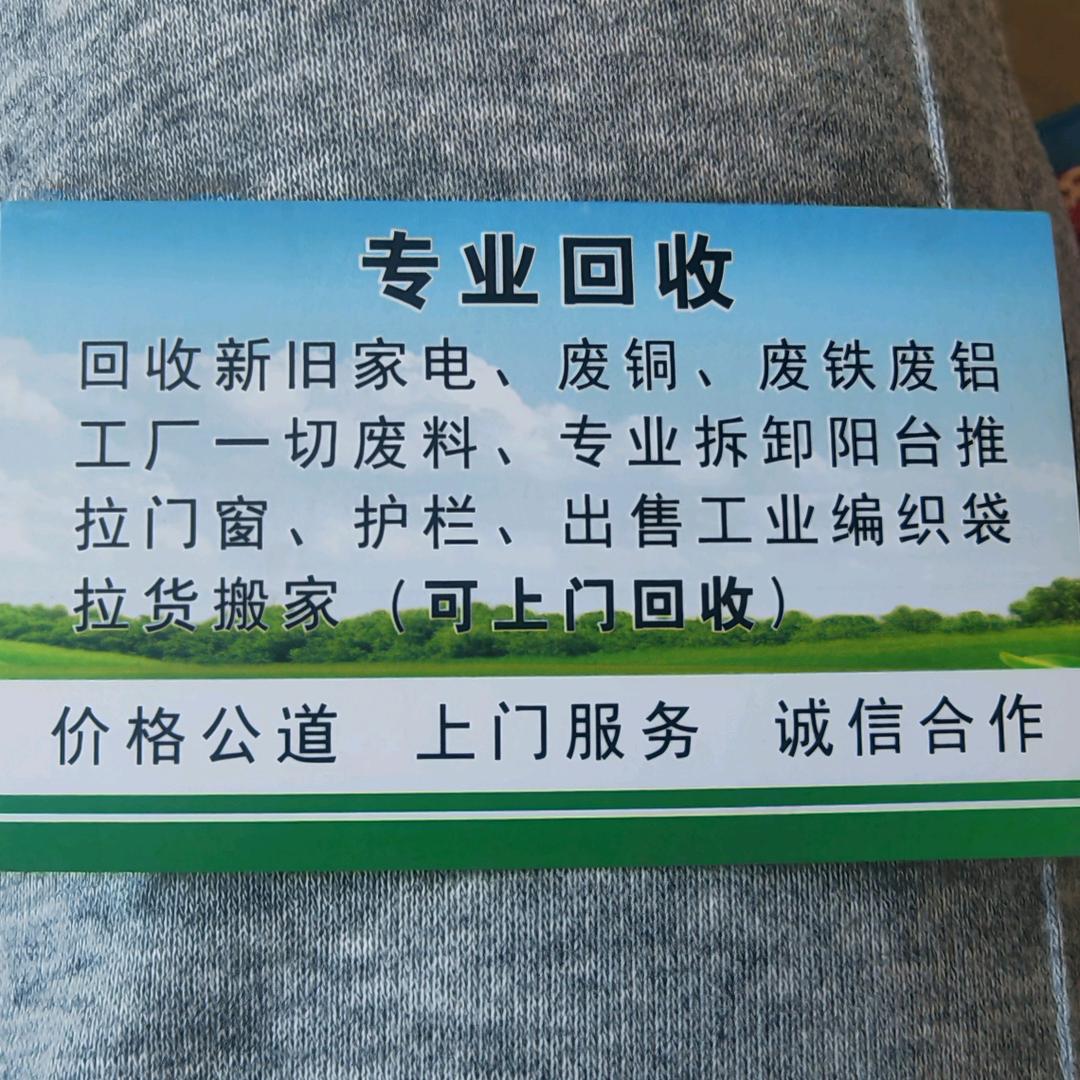 专业回收
回收新旧家电、废铜、废铁废铝
工厂一切废料、专业拆卸阳台推
拉门窗、护栏、出售工业编织袋
拉货搬家（可上门回收）
价格公道 上门服务 诚信合作